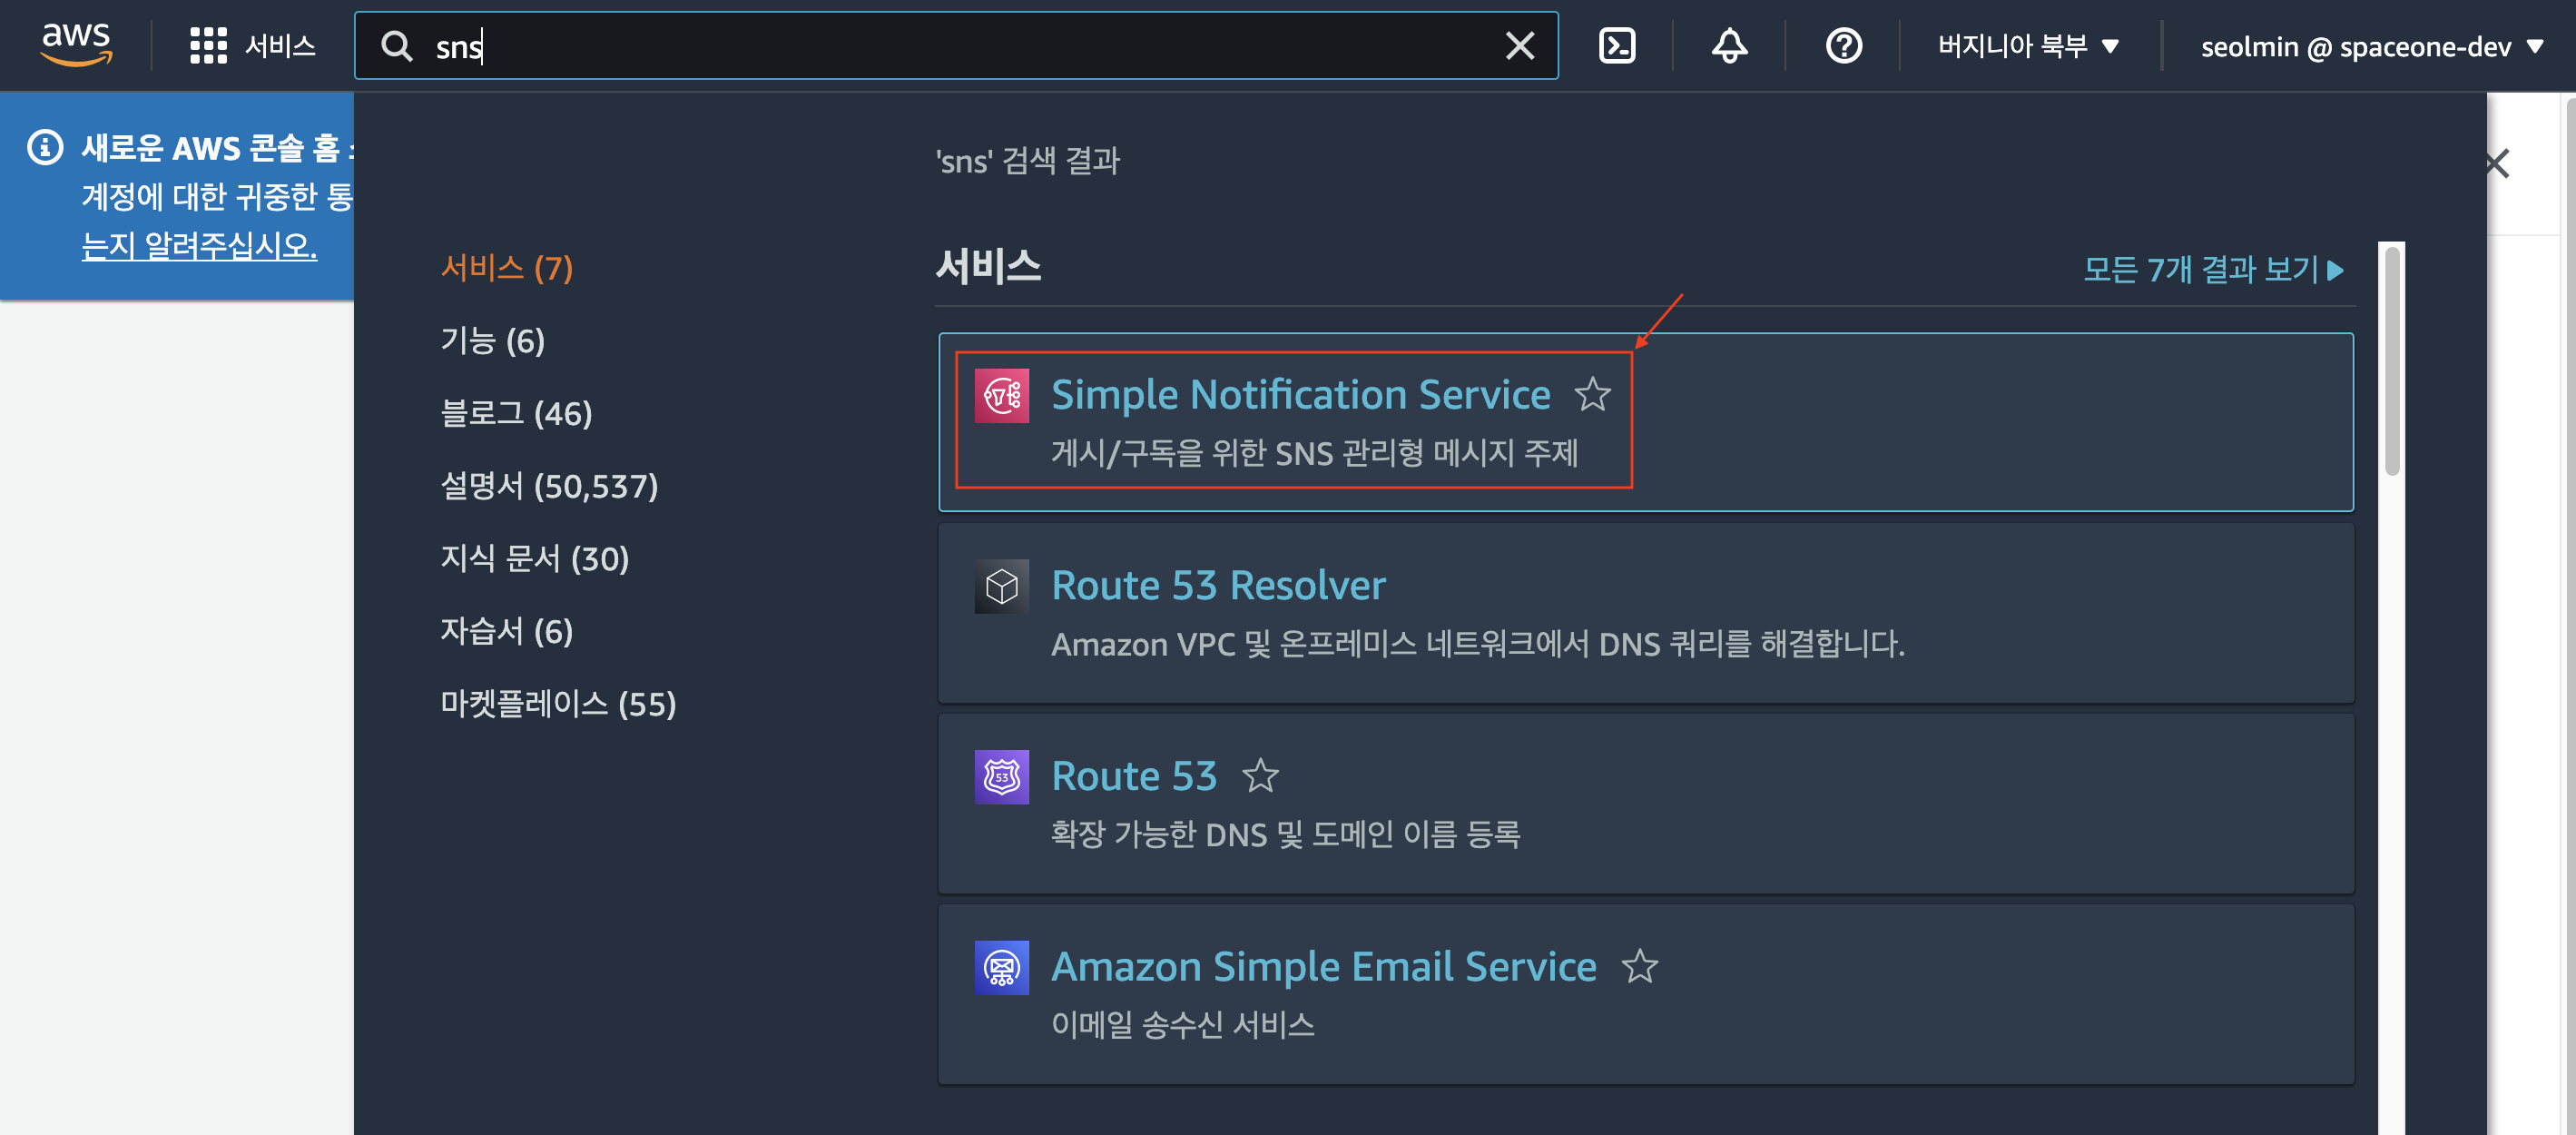 aws
서비스
sns
버지니아 북부
seolmin @ spaceone-dev
새로운 AWS 콘솔 홈
계정에 대한 귀중한 통
는지 알려주십시오.
'sns' 검색 결과
서비스 (7)
기능 (6)
블로그 (46)
설명서 (50,537)
지식 문서 (30)
자습서 (6)
마켓플레이스 (55)
서비스
모든 7개 결과 보기
Simple Notification Service
게시/구독을 위한 SNS 관리형 메시지 주제
Route 53 Resolver
Amazon VPC 및 온프레미스 네트워크에서 DNS 쿼리를 해결합니다.
53
Route 53
확장 가능한 DNS 및 도메인 이름 등록
Amazon Simple Email Service
이메일 송수신 서비스